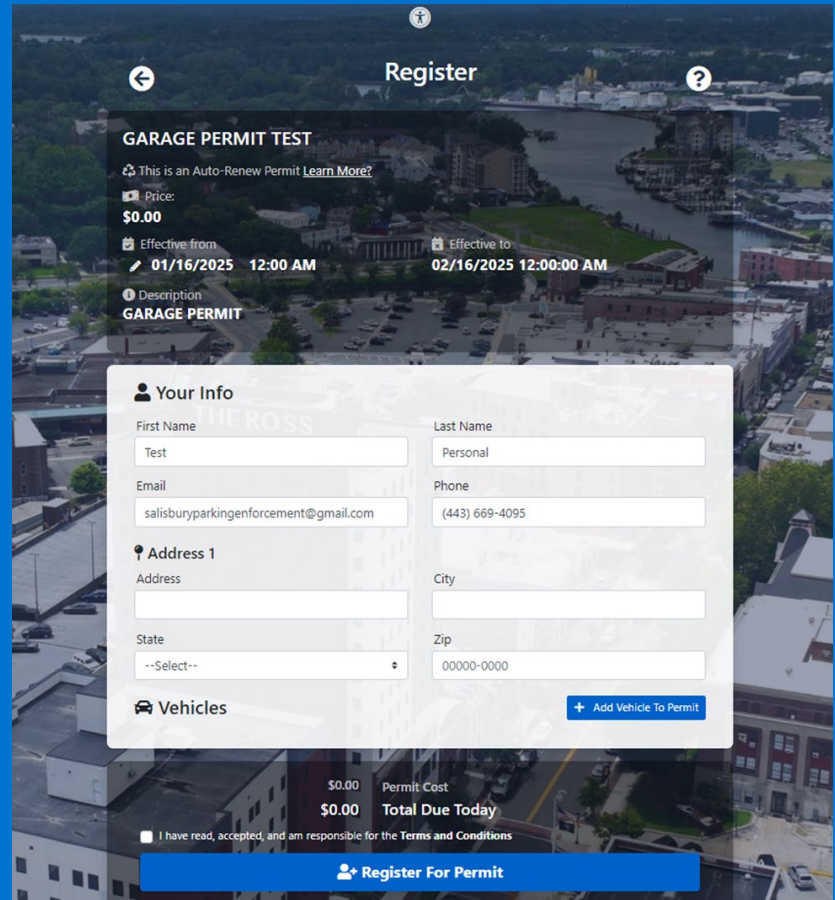 Register
GARAGE PERMIT TEST
This is an Auto-Renew Permit Learn More?
Price:
$0.00
Effective from
Effective to
01/16/2025 12:00 AM
02/16/2025 12:00:00 AM
Description
GARAGE PERMIT
Your Info
THE ROSS
First Name
Last Name
Test
Personal
Email
Phone
salisburyparkingenforcement@gmail.com
(443) 669-4095
Address 1
Address
City
State
Zip
--Select--
00000-0000
Vehicles
+ Add Vehicle To Permit
$0.00 Permit Cost
$0.00 Total Due Today
I have read, accepted, and am responsible for the Terms and Conditions
Register For Permit